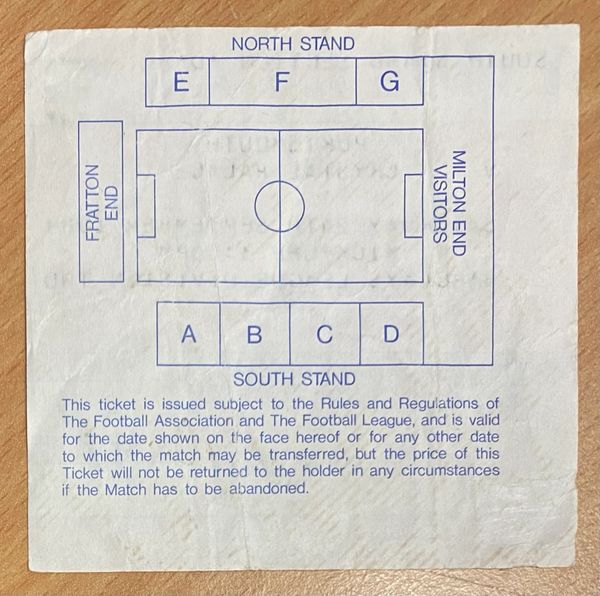 NORTH STAND
E F G
FRATTON
END
MILTON END
VISITORS
A B C D
SOUTH STAND
This ticket is issued subject to the Rules and Regulations of
The Football Association and The Football League, and is valid
for the date shown on the face hereof or for any other date
to which the match may be transferred, but the price of this
Ticket will not be returned to the holder in any circumstances
if the Match has to be abandoned.